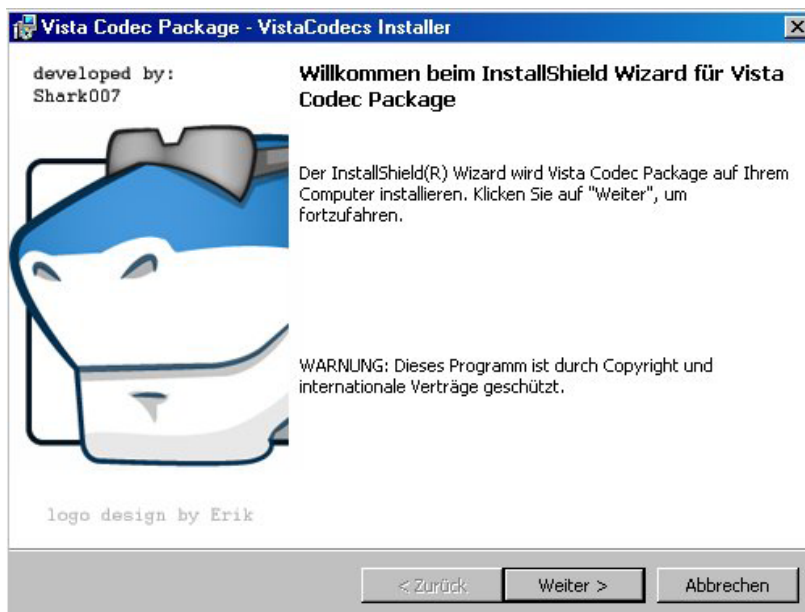 Vista Codec Package - VistaCodecs Installer
developed by:
Shark007
Willkommen beim InstallShield Wizard für Vista
Codec Package
Der InstallShield(R) Wizard wird Vista Codec Package auf Ihrem
Computer installieren. Klicken Sie auf "Weiter", um
fortzufahren.
WARNUNG: Dieses Programm ist durch Copyright und
internationale Verträge geschützt.
logo design by Erik
< Zurück
Weiter >
Abbrechen